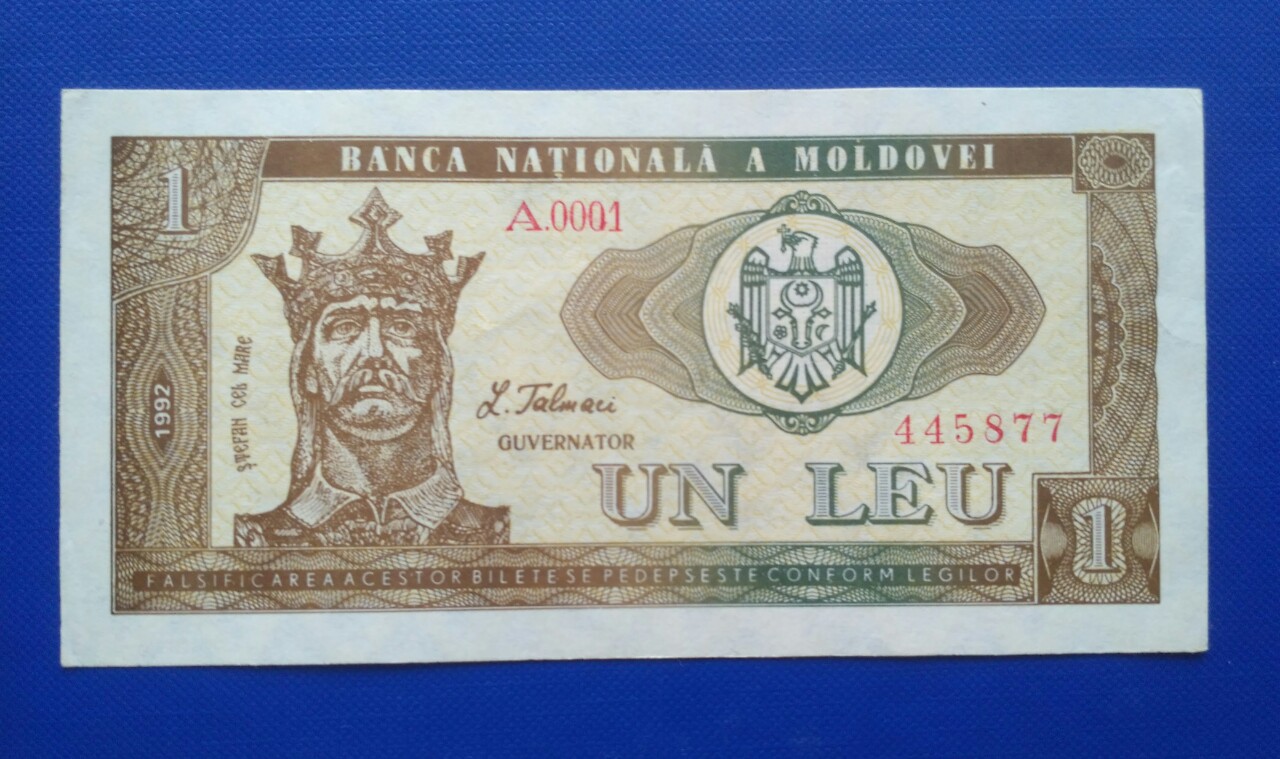 BANCA NAȚIONALĂ A MOLDOVEI
1
A.0001
ȘTEFAN CEL MARE
1992
L. Talmaci
GUVERNATOR
445877
UN LEU
1
FALSIFICAREA ACESTOR BILETE SE PEDEPSEȘTE CONFORM LEGILOR